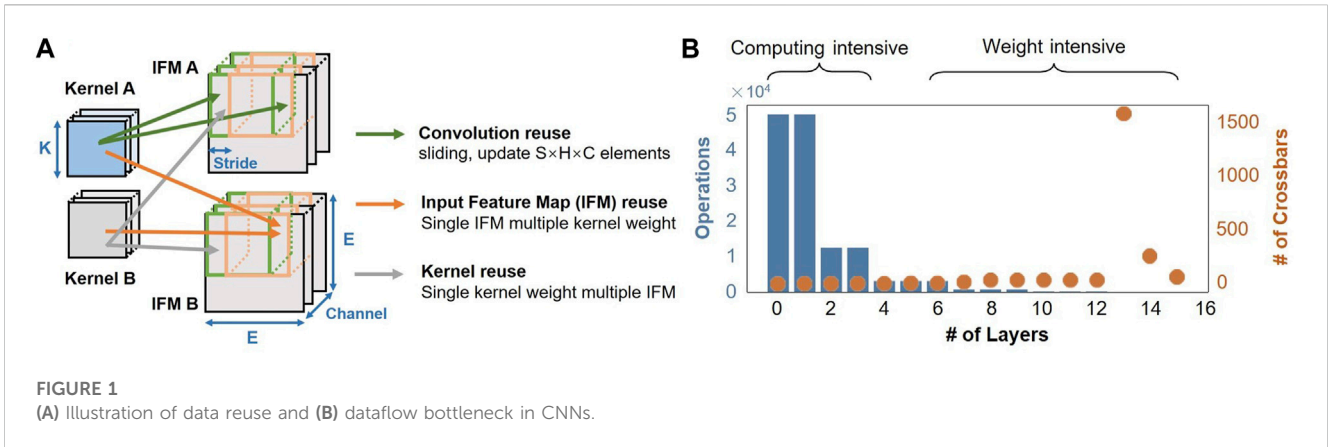 A
IFM A
Kernel A
K
Stride
Kernel B
IFM B
E
Channel
E
Convolution reuse
sliding, update S×H×C elements
Input Feature Map (IFM) reuse
Single IFM multiple kernel weight
Kernel reuse
Single kernel weight multiple IFM
B
Computing intensive
Weight intensive
×10⁴
5
4
3
2
1
0
Operations
1500
1000
500
0
# of Crossbars
0 2 4 6 8 10 12 14 16
# of Layers
FIGURE 1
(A) Illustration of data reuse and (B) dataflow bottleneck in CNNs.